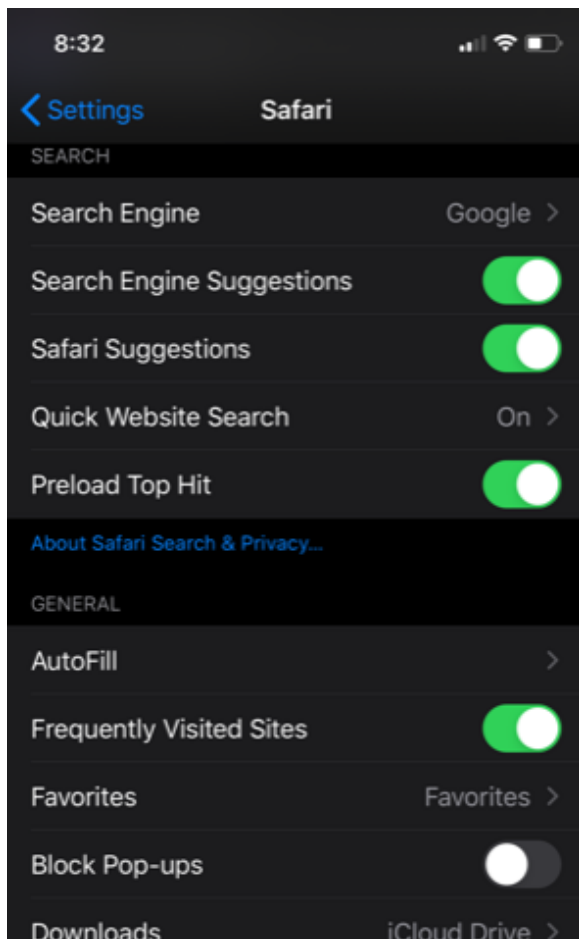 8:32
Settings
Safari
SEARCH
Search Engine Google
Search Engine Suggestions
Safari Suggestions
Quick Website Search On
Preload Top Hit
About Safari Search & Privacy...
GENERAL
AutoFill
Frequently Visited Sites
Favorites Favorites
Block Pop-ups
Downloads iCloud Drive